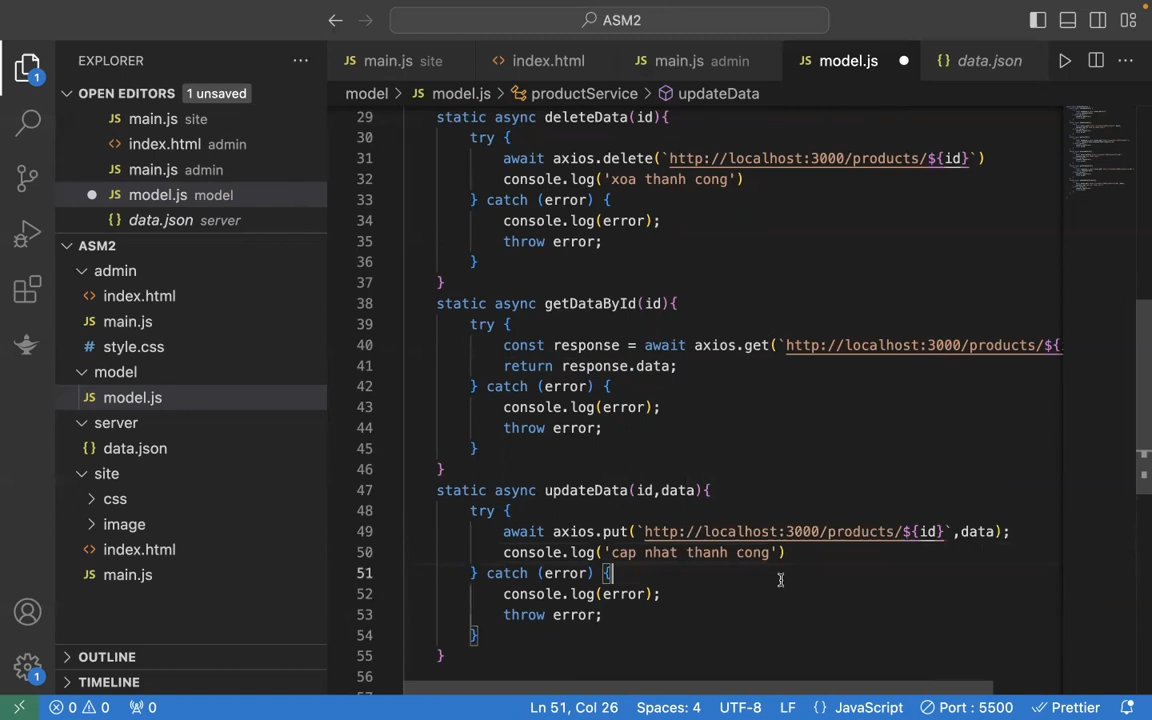 ASM2
EXPLORER
main.js site
index.html
main.js admin
model.js
data.json
OPEN EDITORS 1 unsaved
model > model.js > productService > updateData
main.js site
index.html admin
main.js admin
model.js model
data.json server
ASM2
admin
index.html
main.js
style.css
model
model.js
server
data.json
site
css
image
index.html
main.js
OUTLINE
TIMELINE
29 static async deleteData(id){
30 try {
31 await axios.delete(`http://localhost:3000/products/${id}`)
32 console.log('xoa thanh cong')
33 } catch (error) {
34 console.log(error);
35 throw error;
36 }
37 }
38 static async getDataById(id){
39 try {
40 const response = await axios.get(`http://localhost:3000/products/${
41 return response.data;
42 } catch (error) {
43 console.log(error);
44 throw error;
45 }
46 }
47 static async updateData(id,data){
48 try {
49 await axios.put(`http://localhost:3000/products/${id}`,data);
50 console.log('cap nhat thanh cong')
51 } catch (error) {
52 console.log(error);
53 throw error;
54 }
55 }
56
0 0 0 Ln 51, Col 26 Spaces: 4 UTF-8 LF {} JavaScript Port : 5500 Prettier